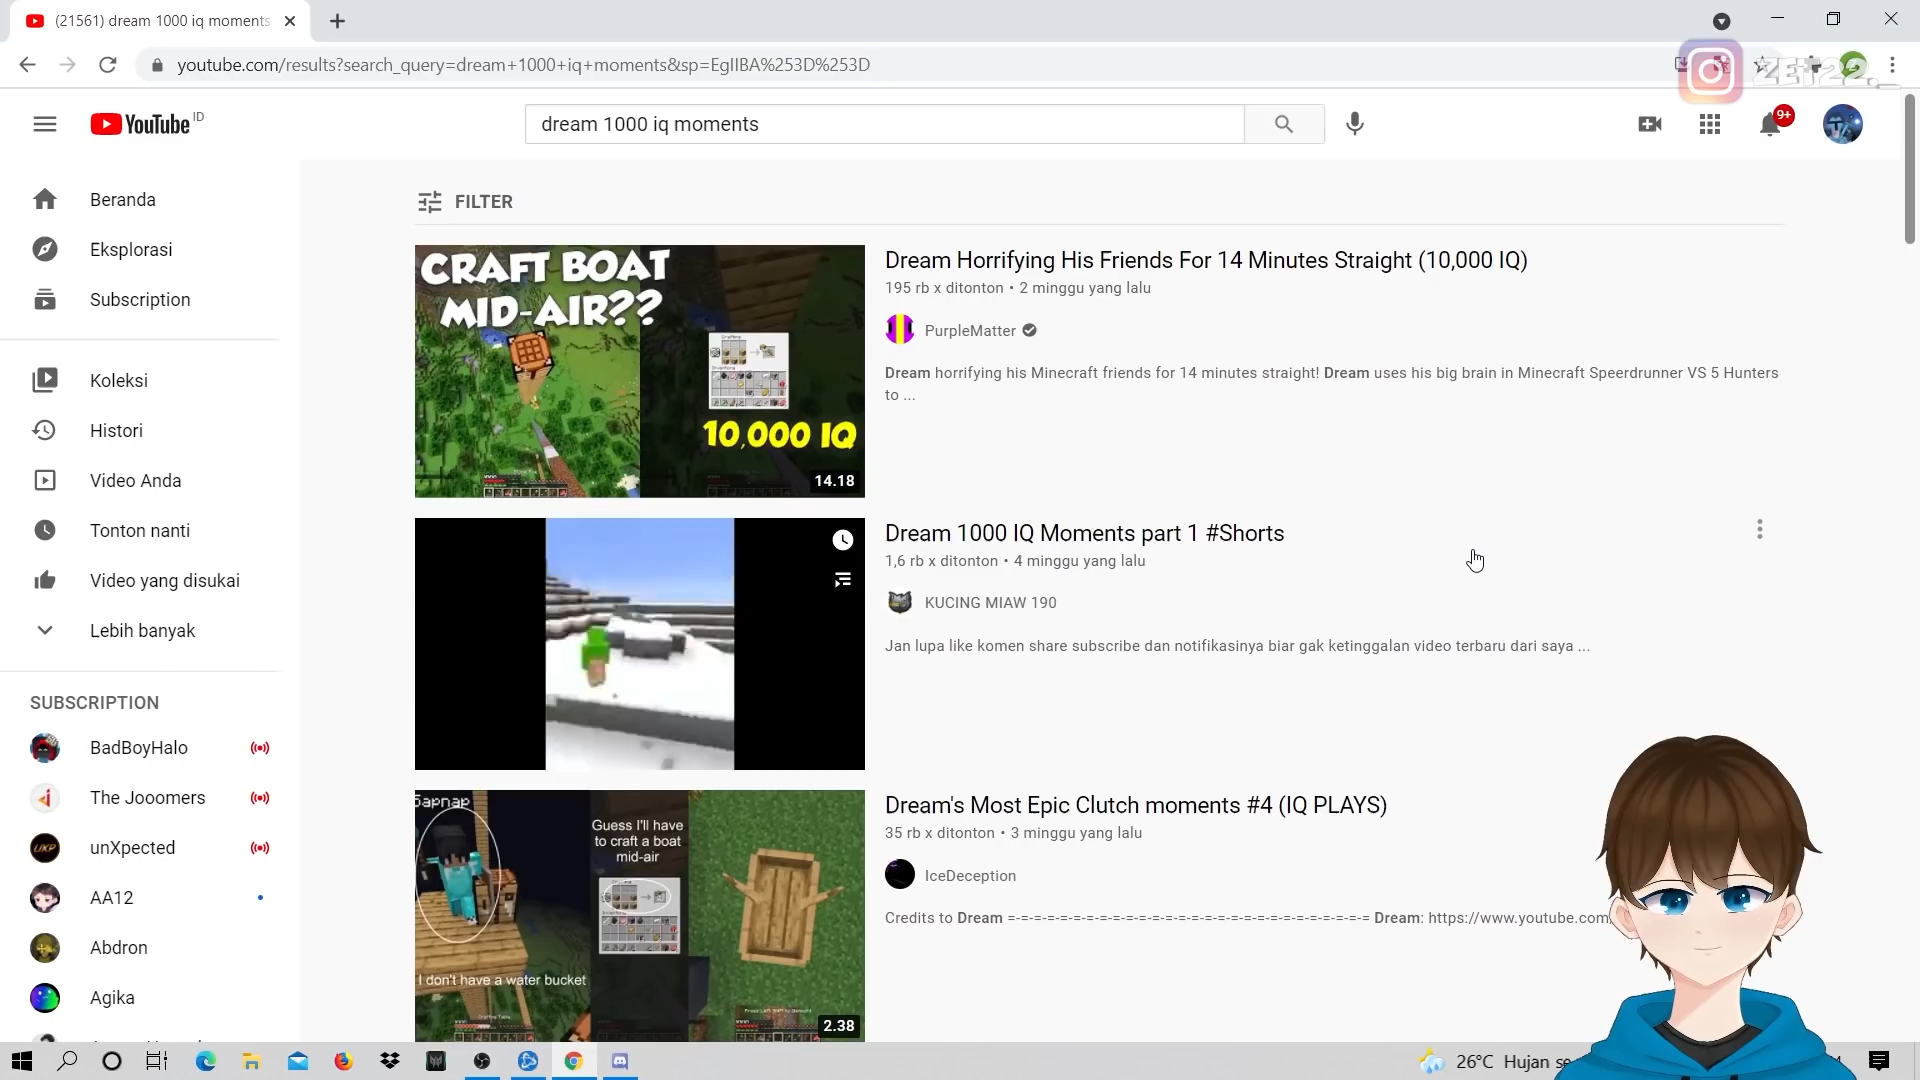 (21561) dream 1000 iq moments
youtube.com/results?search_query=dream+1000+iq+moments&sp=EgIIBA%253D%253D
ZET22._
YouTube ID
dream 1000 iq moments
9+
Beranda
Eksplorasi
Subscription
Koleksi
Histori
Video Anda
Tonton nanti
Video yang disukai
Lebih banyak
SUBSCRIPTION
BadBoyHalo
The Jooomers
unXpected
AA12
Abdron
Agika
FILTER
CRAFT BOAT
MID-AIR??
10,000 IQ
14.18
Dream Horrifying His Friends For 14 Minutes Straight (10,000 IQ)
195 rb x ditonton • 2 minggu yang lalu
PurpleMatter
Dream horrifying his Minecraft friends for 14 minutes straight! Dream uses his big brain in Minecraft Speedrunner VS 5 Hunters
to ...
Dream 1000 IQ Moments part 1 #Shorts
1,6 rb x ditonton • 4 minggu yang lalu
KUCING MIAW 190
Jan lupa like komen share subscribe dan notifikasinya biar gak ketinggalan video terbaru dari saya ...
барпар
Guess I'll have
to craft a boat
mid-air
I don't have a water bucket
2.38
Dream's Most Epic Clutch moments #4 (IQ PLAYS)
35 rb x ditonton • 3 minggu yang lalu
IceDeception
Credits to Dream =-=-=-=-=-=-=-=-=-=-=-=-=-=-=-=-=-=-=-=-=-=-=-=-=-=-=-= Dream: https://www.youtube.com
26°C Hujan se